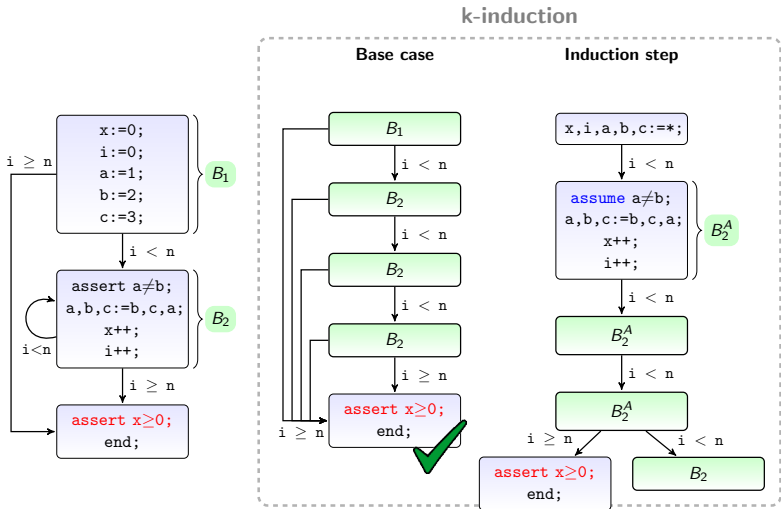 k-induction
Base case
Induction step
x:=0;
i:=0;
a:=1;
b:=2;
c:=3;
B₁
i ≥ n
i < n
assert a≠b;
a,b,c:=b,c,a;
x++;
i++;
B₂
i<n
i ≥ n
assert x≥0;
end;
B₁
i < n
B₂
i < n
B₂
i < n
B₂
i ≥ n
assert x≥0;
end;
i ≥ n
x,i,a,b,c:=*;
i < n
assume a≠b;
a,b,c:=b,c,a;
x++;
i++;
B₂ᴬ
i < n
B₂ᴬ
i < n
B₂ᴬ
i ≥ n
i < n
assert x≥0;
end;
B₂